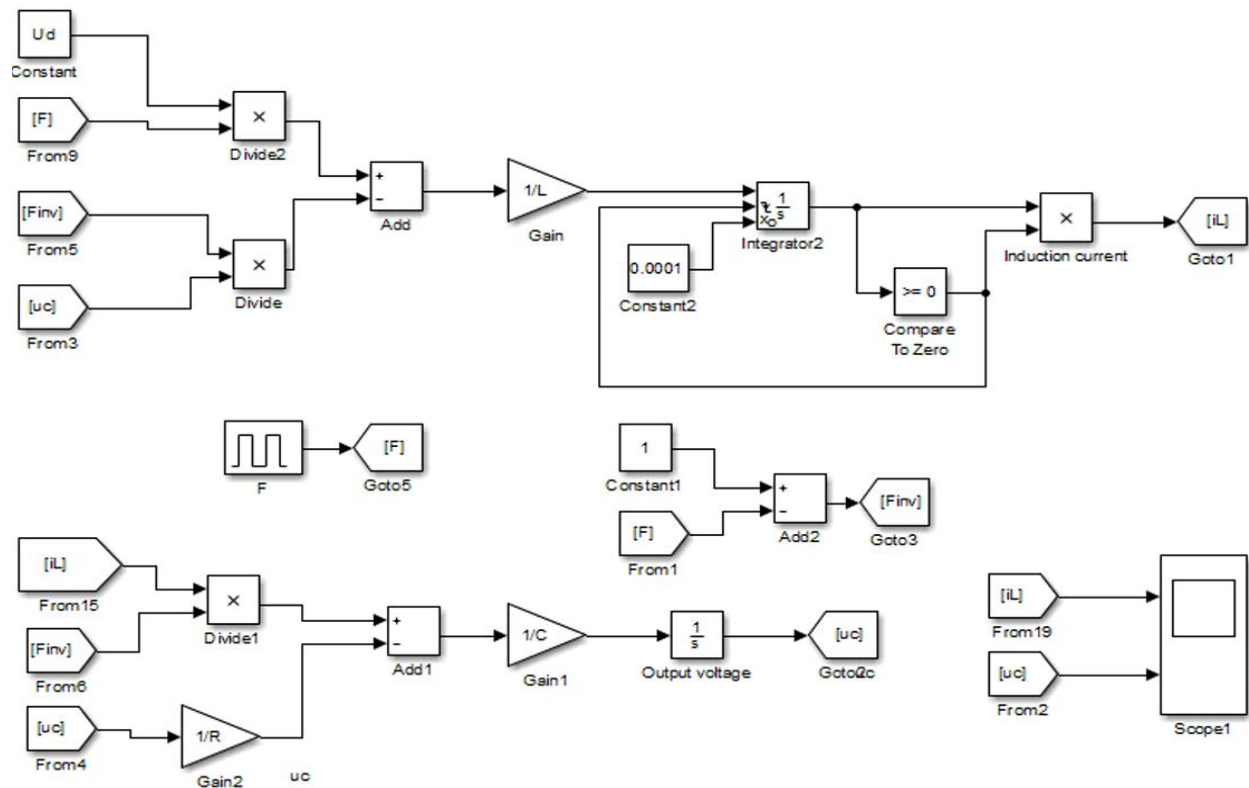 Ud
Constant
[F]
From9
×
Divide2
[Finv]
From5
×
Divide
[uc]
From3
+
−
Add
1/L
Gain
0.0001
Constant2
1
s
xo
Integrator2
>= 0
Compare
To Zero
×
Induction current
[iL]
Goto1
F
[F]
Goto5
1
Constant1
[F]
From1
+
−
Add2
[Finv]
Goto3
[iL]
From15
×
Divide1
[Finv]
From6
[uc]
From4
1/R
Gain2
uc
+
−
Add1
1/C
Gain1
1
s
Output voltage
[uc]
[iL]
From19
[uc]
From2
Scope1